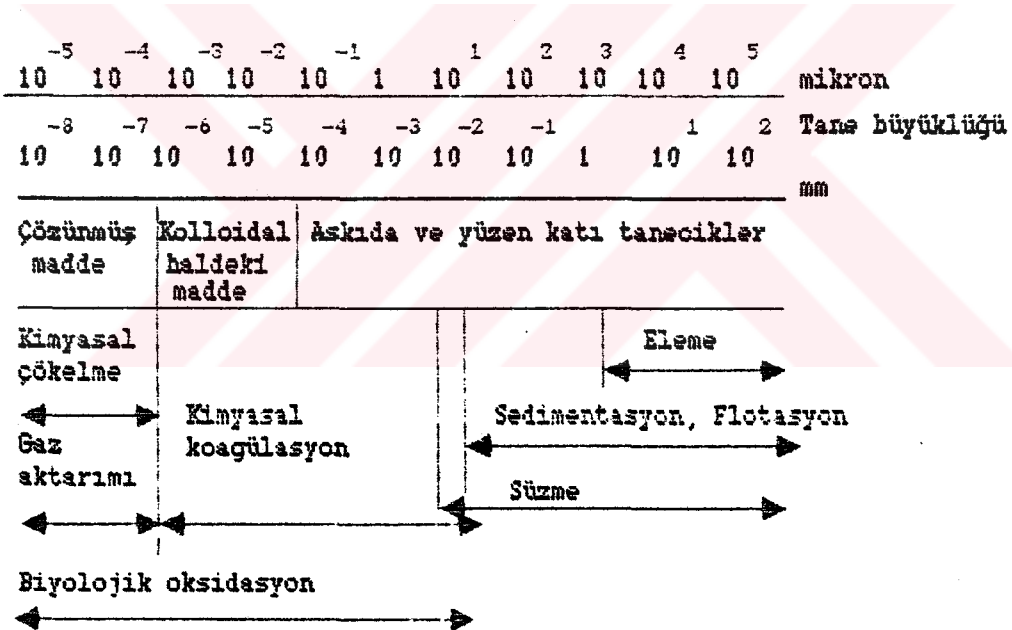 -5 -4 -3 -2 -1 1 2 3 4 5
10 10 10 10 10 1 10 10 10 10 10 mikron
-8 -7 -6 -5 -4 -3 -2 -1 1 2 Tane büyüklüğü
10 10 10 10 10 10 10 10 1 10 10
mm
Çözünmüş Kolloidal Askıda ve yüzen katı tanecikler
madde haldeki
madde
Kimyasal Eleme
çökelme
Kimyasal Sedimentasyon, Flotasyon
Gaz koagülasyon
aktarımı
Süzme
Biyolojik oksidasyon